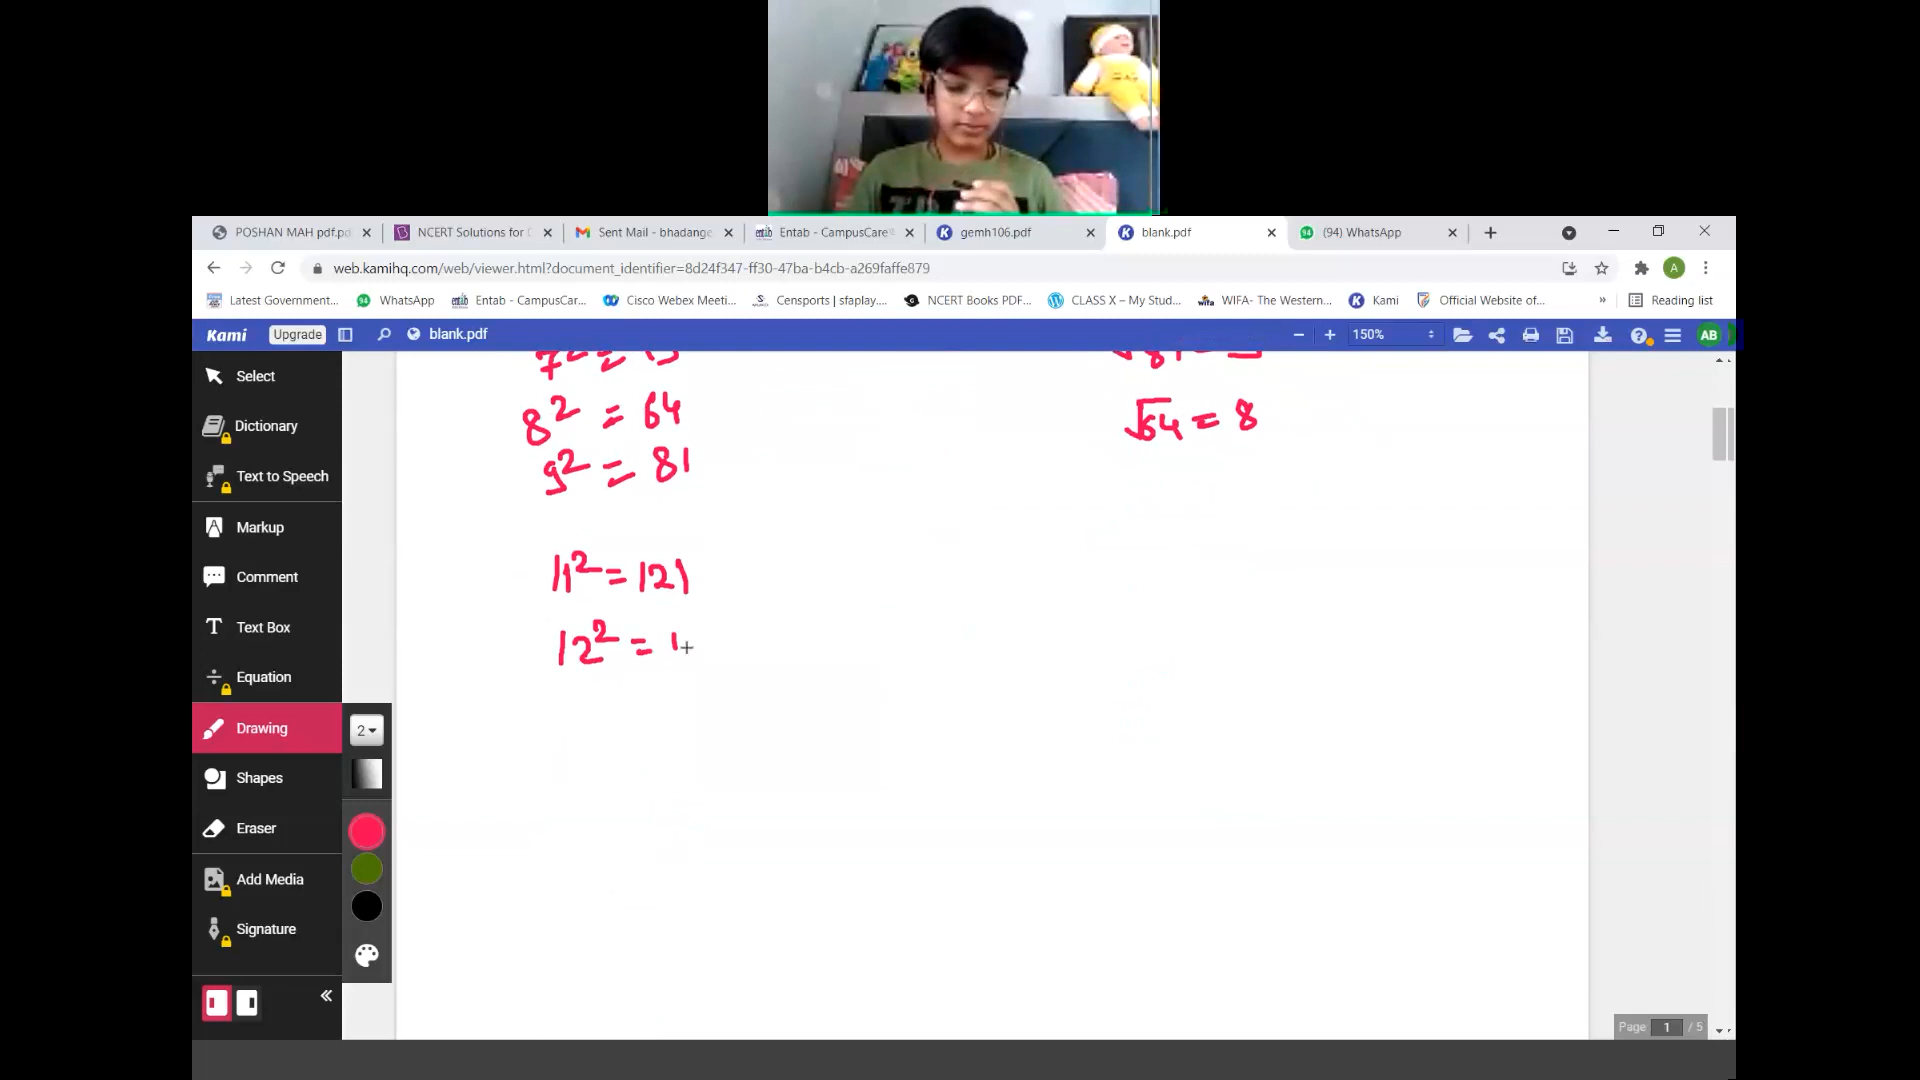 POSHAN MAH pdf.pd
NCERT Solutions for
Sent Mail - bhadange
Entab - CampusCare
gemh106.pdf
blank.pdf
(94) WhatsApp
web.kamihq.com/web/viewer.html?document_identifier=8d24f347-ff30-47ba-b4cb-a269faffe879
A
Latest Government...
WhatsApp
Entab - CampusCar...
Cisco Webex Meeti...
Censports | sfaplay....
NCERT Books PDF...
CLASS X – My Stud...
WIFA- The Western...
Kami
Official Website of...
»
Reading list
Kami
Upgrade
blank.pdf
150%
AB
Select
Dictionary
Text to Speech
Markup
Comment
Text Box
Equation
Drawing
2
Shapes
Eraser
Add Media
Signature
8² = 64
√64 = 8
9² = 81
11² = 121
12² =
Page 1 / 5